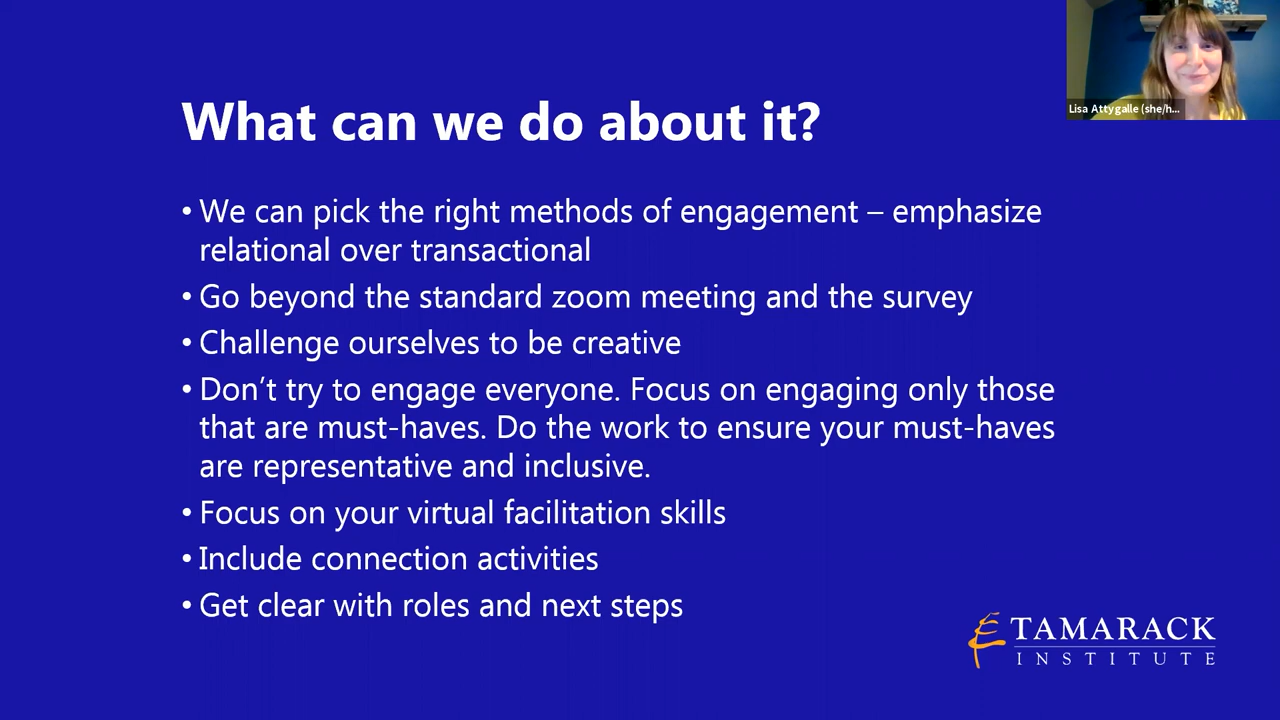 Lisa Attygalle (she/h...
What can we do about it?
• We can pick the right methods of engagement – emphasize
relational over transactional
• Go beyond the standard zoom meeting and the survey
• Challenge ourselves to be creative
• Don’t try to engage everyone. Focus on engaging only those
that are must-haves. Do the work to ensure your must-haves
are representative and inclusive.
• Focus on your virtual facilitation skills
• Include connection activities
• Get clear with roles and next steps
TAMARACK
INSTITUTE